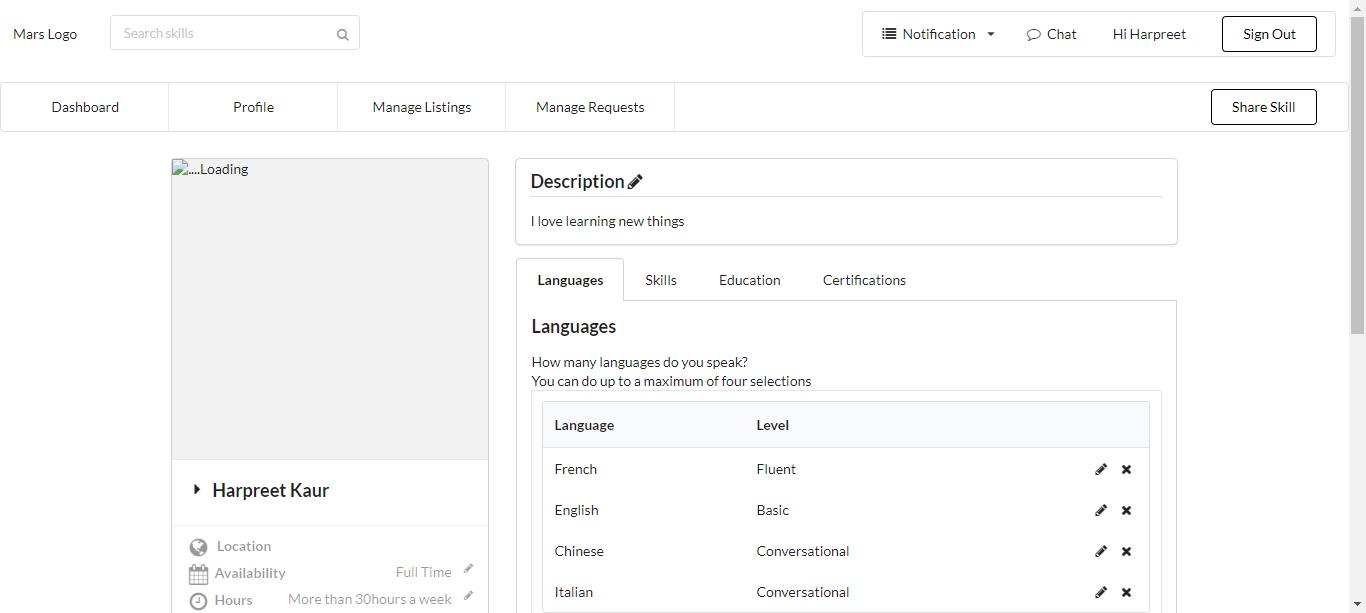 Mars Logo
Search skills
Notification
Chat
Hi Harpreet
Sign Out
Dashboard
Profile
Manage Listings
Manage Requests
Share Skill
....Loading
Harpreet Kaur
Location
Availability Full Time
Hours More than 30hours a week
Description
I love learning new things
Languages Skills Education Certifications
Languages
How many languages do you speak?
You can do up to a maximum of four selections
Language Level
French Fluent
English Basic
Chinese Conversational
Italian Conversational